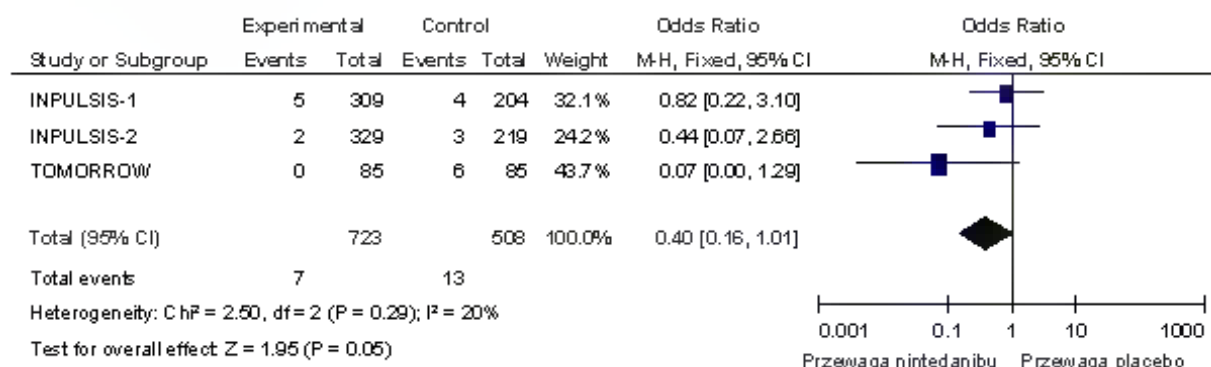 Experimental Control Odds Ratio Odds Ratio
Study or Subgroup Events Total Events Total Weight M-H, Fixed, 95% CI M-H, Fixed, 95% CI
INPULSIS-1 5 309 4 204 32.1% 0.82 [0.22, 3.10]
INPULSIS-2 2 329 3 219 24.2% 0.44 [0.07, 2.66]
TOMORROW 0 85 6 85 43.7% 0.07 [0.00, 1.29]
Total (95% CI) 723 508 100.0% 0.40 [0.16, 1.01]
Total events 7 13
Heterogeneity: Chi² = 2.50, df = 2 (P = 0.29); I² = 20%
Test for overall effect: Z = 1.95 (P = 0.05)
0.001 0.1 1 10 1000
Przewaga nintedanibu Przewaga placebo